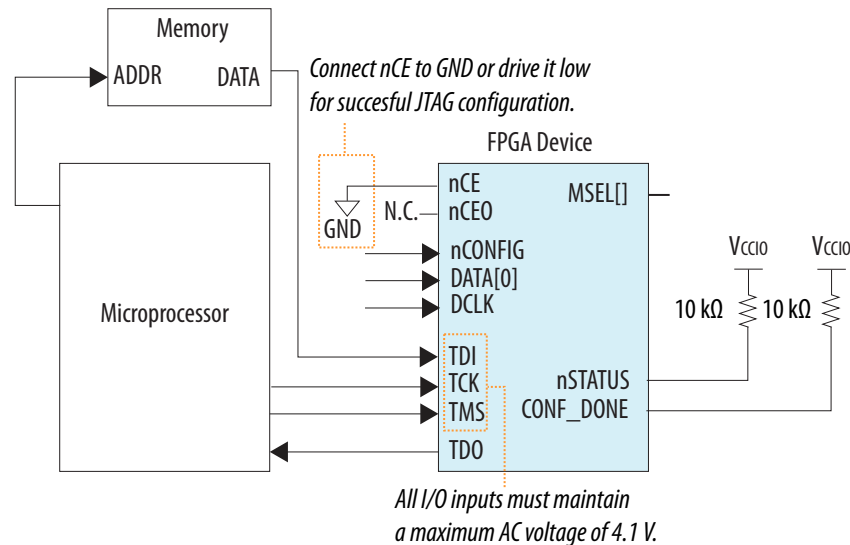 Memory
ADDR
DATA
Connect nCE to GND or drive it low
for succesful JTAG configuration.
FPGA Device
nCE
MSEL[]
N.C.
nCEO
GND
nCONFIG
DATA[0]
DCLK
VCCIO
VCCIO
10 kΩ
10 kΩ
Microprocessor
TDI
TCK
TMS
TDO
nSTATUS
CONF_DONE
All I/O inputs must maintain
a maximum AC voltage of 4.1 V.